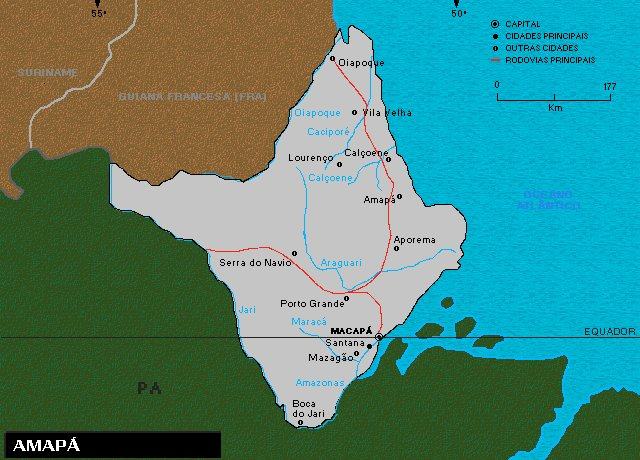 55°
50°
CAPITAL
CIDADES PRINCIPAIS
OUTRAS CIDADES
RODOVIAS PRINCIPAIS
0 177
Km
SURINAME
GUIANA FRANCESA (FRA)
Oiapoque
Oiapoque
Vila Velha
Caciporé
Lourenço
Calçoene
Calçoene
Amapá
OCEANO
ATLÂNTICO
Aporema
Serra do Navio
Araguari
Porto Grande
Jari
Maracá
MACAPÁ
EQUADOR
Santana
Mazagão
Amazonas
PA
Boca
do Jari
AMAPÁ